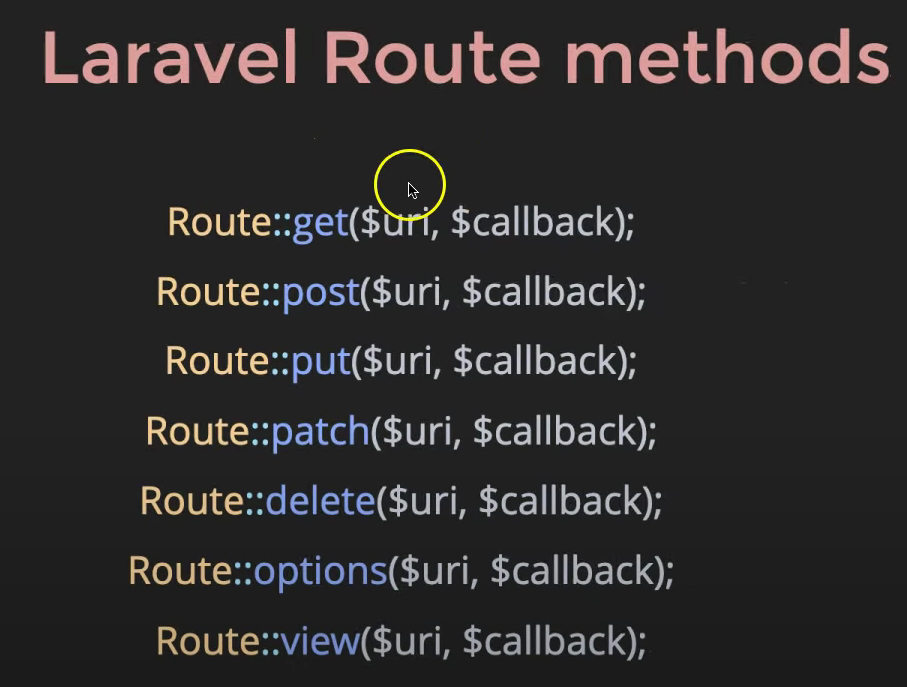 Laravel Route methods
Route::get($uri, $callback);
Route::post($uri, $callback);
Route::put($uri, $callback);
Route::patch($uri, $callback);
Route::delete($uri, $callback);
Route::options($uri, $callback);
Route::view($uri, $callback);